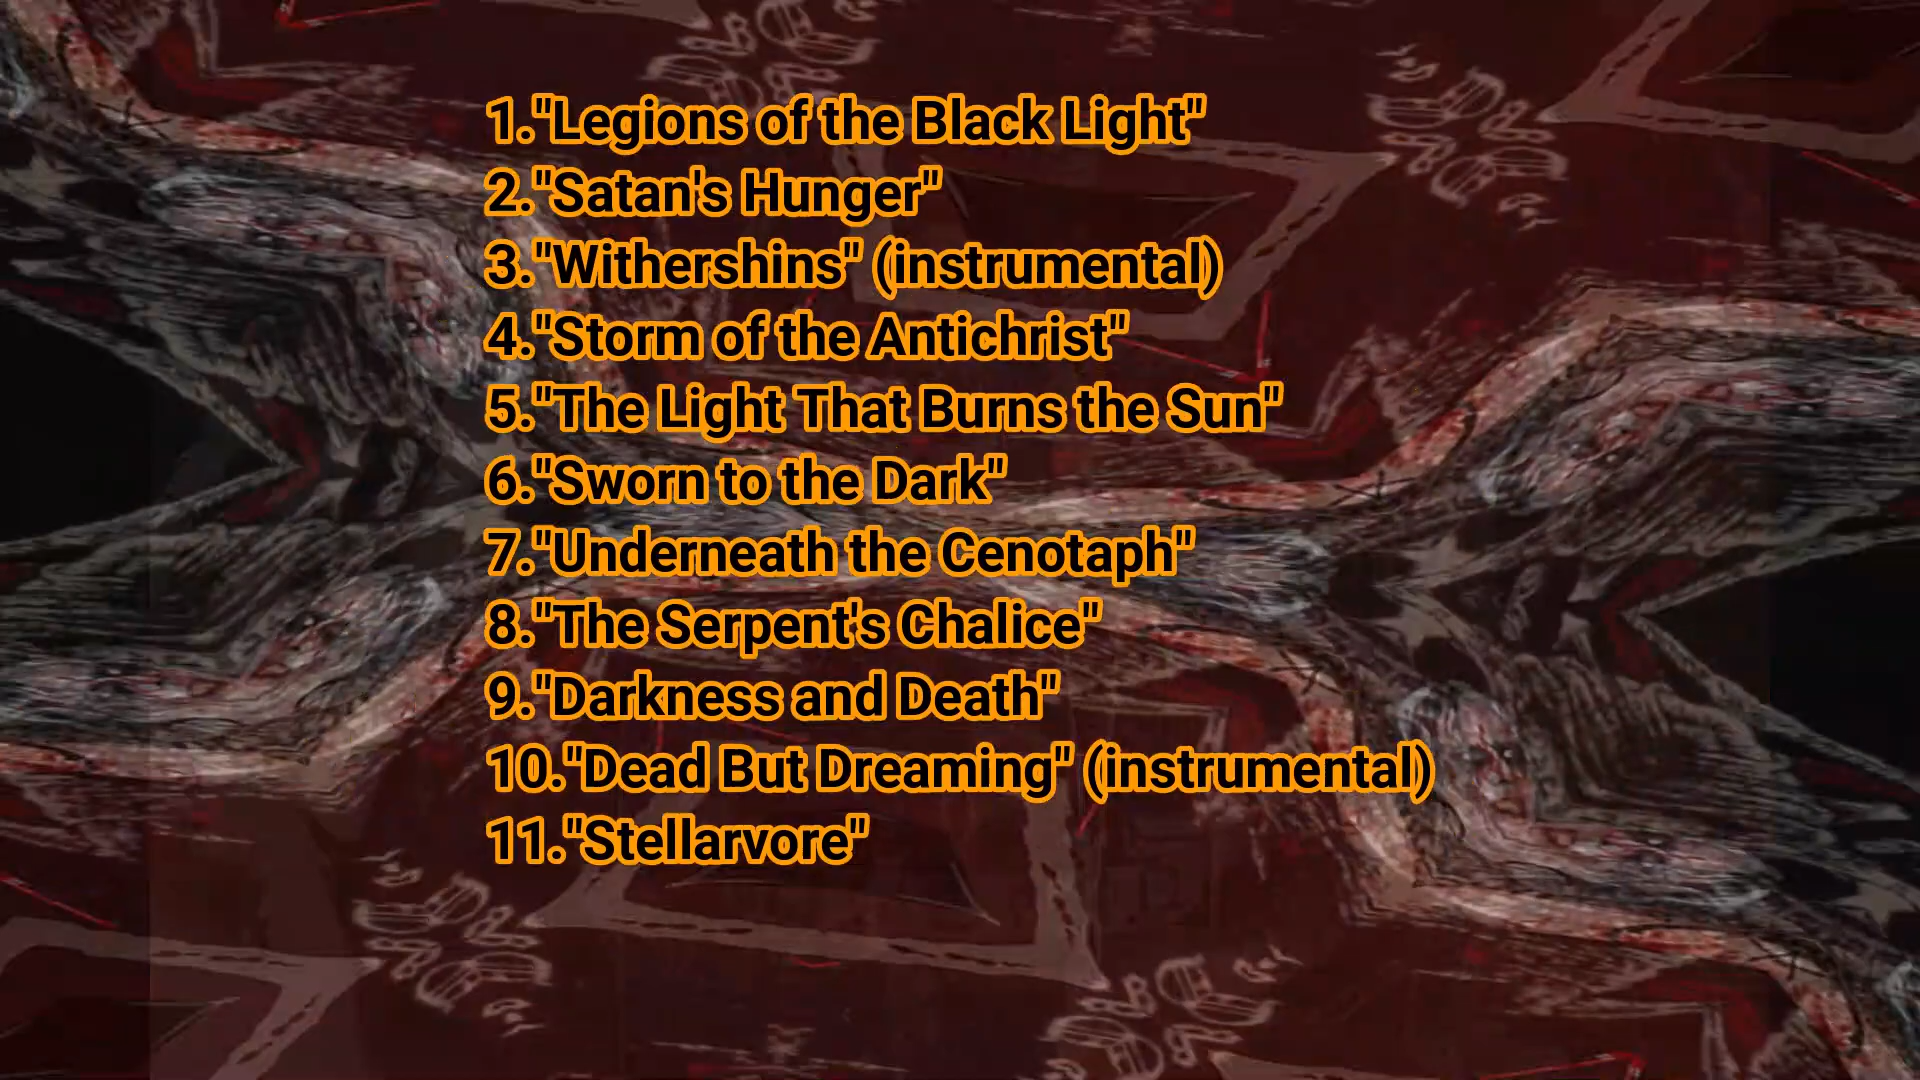 1."Legions of the Black Light"
2."Satan's Hunger"
3."Withershins" (instrumental)
4."Storm of the Antichrist"
5."The Light That Burns the Sun"
6."Sworn to the Dark"
7."Underneath the Cenotaph"
8."The Serpent's Chalice"
9."Darkness and Death"
10."Dead But Dreaming" (instrumental)
11."Stellarvore"